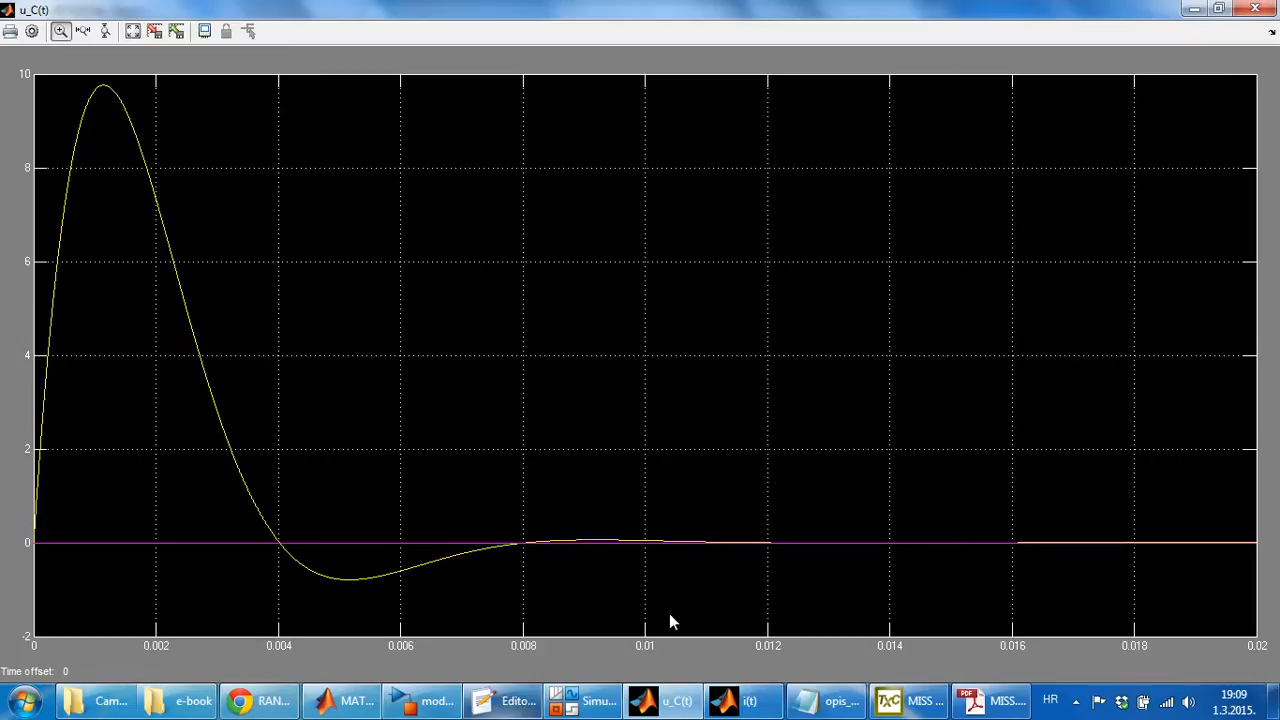 u_C(t)
10
8
6
4
2
0
-2
0 0.002 0.004 0.006 0.008 0.01 0.012 0.014 0.016 0.018 0.02
Time offset: 0
Cam... e-book RAN... MAT... mod... Edito... Simu... u_C(t) i(t) opis_... TXC MISS ... PDF MISS... HR 19:09
1.3.2015.